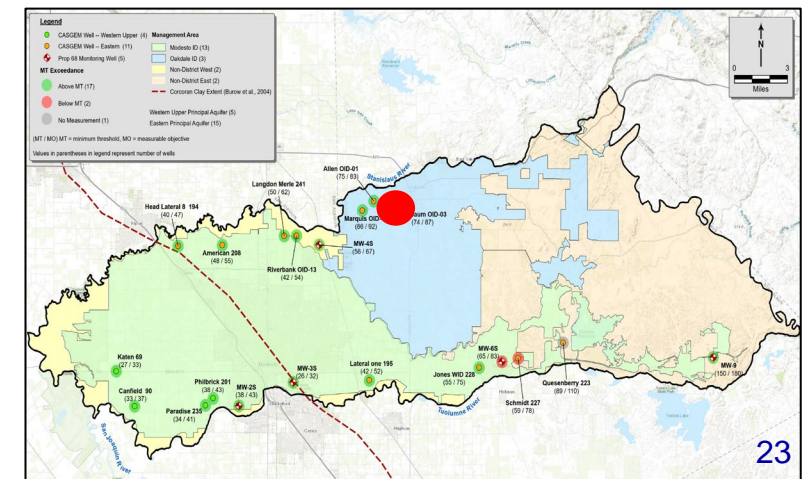 Legend
CASGEM Well -- Western Upper (4)
CASGEM Well -- Eastern (11)
Prop 68 Monitoring Well (5)
MT Exceedance
Above MT (17)
Below MT (2)
No Measurement (1)
Management Area
Modesto ID (13)
Oakdale ID (3)
Non-District West (2)
Non-District East (2)
Corcoran Clay Extent (Burow et al., 2004)
Western Upper Principal Aquifer (5)
Eastern Principal Aquifer (15)
(MT / MO) MT = minimum threshold, MO = measurable objective
Values in parentheses in legend represent number of wells
N
0 3
Miles
Allen OID-01
(75 / 83)
Stanislaus River
Langdon Merle 241
(50 / 62)
Marquis OID
(86 / 92)
aum OID-03
(74 / 87)
Head Lateral 8 194
(40 / 47)
American 208
(48 / 55)
Riverbank OID-13
(42 / 54)
MW-4S
(56 / 67)
Katen 69
(27 / 33)
Canfield 90
(33 / 37)
Philbrick 201
(38 / 43)
Paradise 235
(34 / 41)
MW-2S
(38 / 43)
MW-3S
(26 / 32)
Lateral one 195
(42 / 52)
Jones WID 228
(55 / 75)
MW-6S
(65 / 83)
Schmidt 227
(59 / 78)
Quesenberry 223
(89 / 110)
MW-9
(150 / 180)
Tuolumne River
San Joaquin River
23